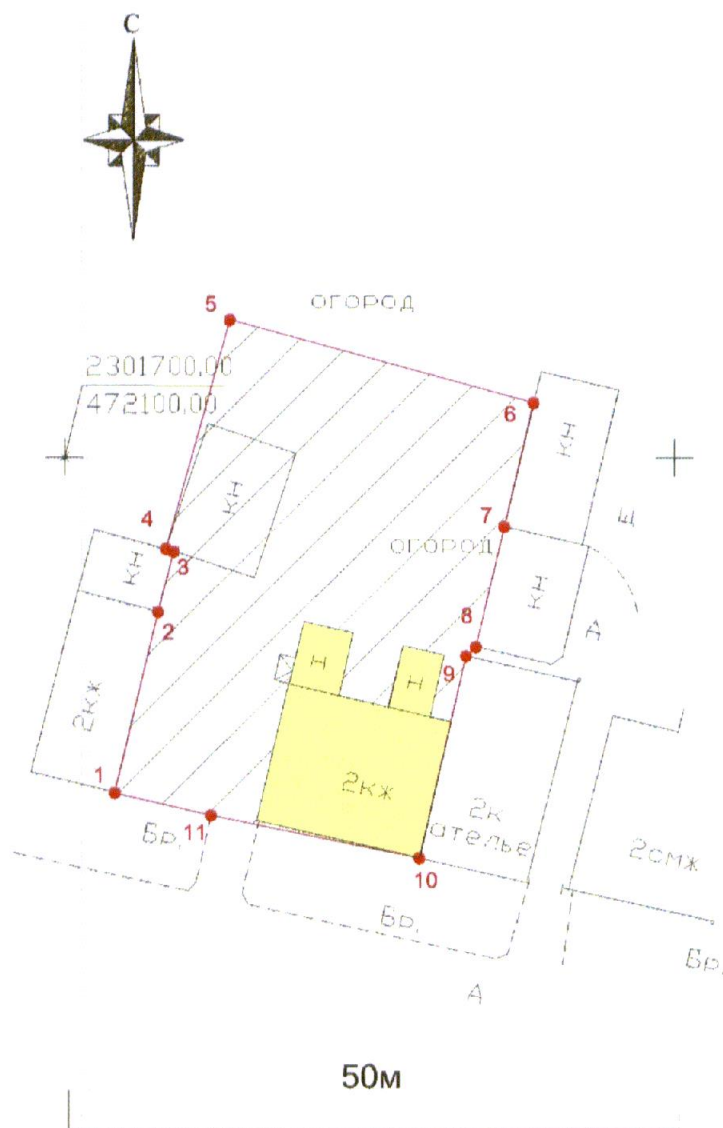 С
5
ОГОРОД
2301700,00
472100,00
6
КН
КН
4
7
Щ
ОГОРОД
3
КН
КН
2
8
А
Н
Н
9
2КЖ
2КЖ
1
2К
11
Бр.
ателье
2СМЖ
10
Бр.
Бр.
А
50м